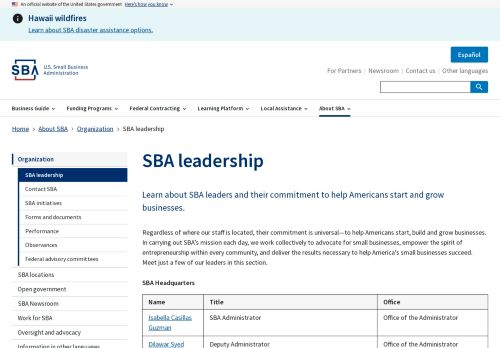 An official website of the United States government Here's how you know
Hawaii wildfires
Learn about SBA disaster assistance options.
Español
SBA
U.S. Small Business
Administration
For Partners | Newsroom | Contact us | Other languages
Business Guide Funding Programs Federal Contracting Learning Platform Local Assistance About SBA
Home > About SBA > Organization > SBA leadership
Organization
SBA leadership
Contact SBA
SBA initiatives
Forms and documents
Performance
Observances
Federal advisory committees
SBA locations
Open government
SBA Newsroom
Work for SBA
Oversight and advocacy
Information in other languages
SBA leadership
Learn about SBA leaders and their commitment to help Americans start and grow
businesses.
Regardless of where our staff is located, their commitment is universal—to help Americans start, build and grow businesses.
In carrying out SBA's mission each day, we work collectively to advocate for small businesses, empower the spirit of
entrepreneurship within every community, and deliver the results necessary to help America's small businesses succeed.
Meet just a few of our leaders in this section.
SBA Headquarters
Name Title Office
Isabella Casillas
Guzman
SBA Administrator Office of the Administrator
Dilawar Syed Deputy Administrator Office of the Administrator